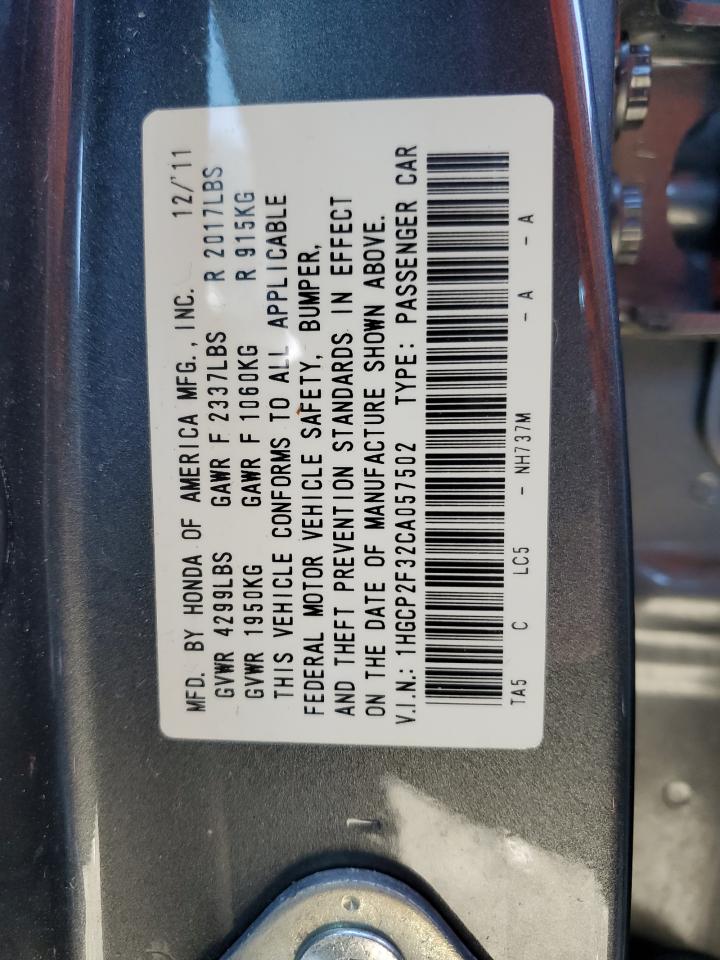 MFD. BY HONDA OF AMERICA MFG., INC. 12/'11
GVWR 4299LBS GAWR F 2337LBS R 2017LBS
GVWR 1950KG GAWR F 1060KG R 915KG
THIS VEHICLE CONFORMS TO ALL APPLICABLE
FEDERAL MOTOR VEHICLE SAFETY, BUMPER,
AND THEFT PREVENTION STANDARDS IN EFFECT
ON THE DATE OF MANUFACTURE SHOWN ABOVE.
V.I.N.: 1HGCP2F32CA057502 TYPE: PASSENGER CAR
TA5 C LC5 - NH737M - A - A